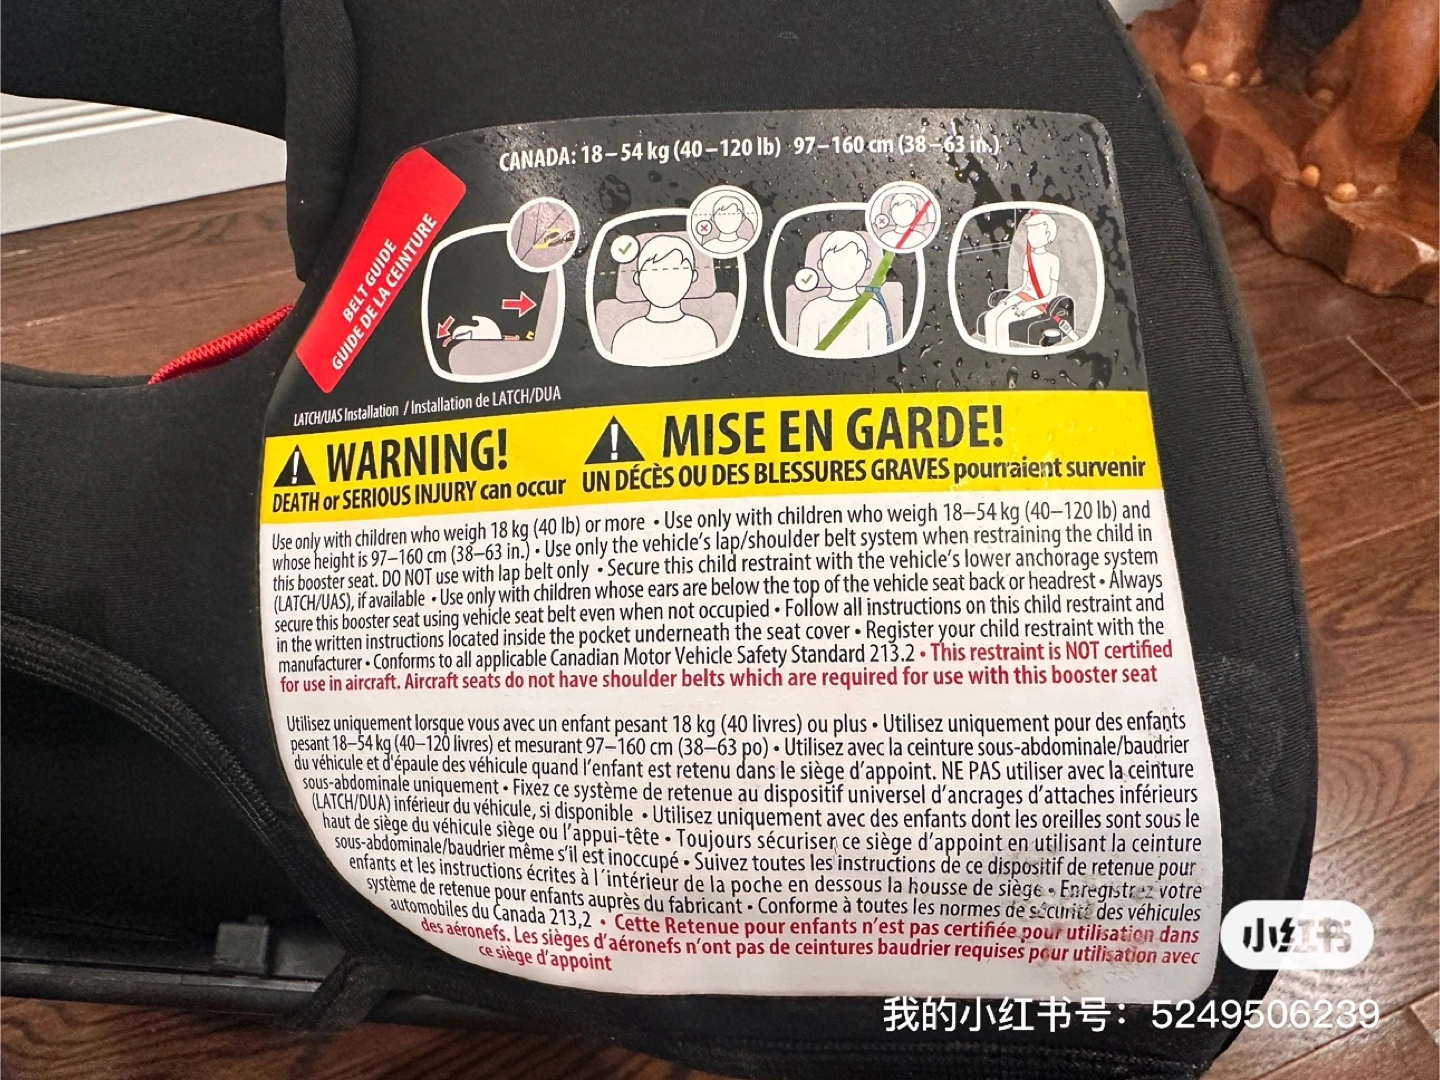 CANADA: 18–54 kg (40–120 lb) 97–160 cm (38–63 in.)
BELT GUIDE
GUIDE DE LA CEINTURE
LATCH/UAS Installation / Installation de LATCH/DUA
WARNING!
DEATH or SERIOUS INJURY can occur
MISE EN GARDE!
UN DÉCÈS OU DES BLESSURES GRAVES pourraient survenir
Use only with children who weigh 18 kg (40 lb) or more • Use only with children who weigh 18–54 kg (40–120 lb) and
whose height is 97–160 cm (38–63 in.) • Use only the vehicle's lap/shoulder belt system when restraining the child in
this booster seat. DO NOT use with lap belt only • Secure this child restraint with the vehicle's lower anchorage system
(LATCH/UAS), if available • Use only with children whose ears are below the top of the vehicle seat back or headrest • Always
secure this booster seat using vehicle seat belt even when not occupied • Follow all instructions on this child restraint and
in the written instructions located inside the pocket underneath the seat cover • Register your child restraint with the
manufacturer • Conforms to all applicable Canadian Motor Vehicle Safety Standard 213.2 • This restraint is NOT certified
for use in aircraft. Aircraft seats do not have shoulder belts which are required for use with this booster seat
Utilisez uniquement lorsque vous avec un enfant pesant 18 kg (40 livres) ou plus • Utilisez uniquement pour des enfants
pesant 18–54 kg (40–120 livres) et mesurant 97–160 cm (38–63 po) • Utilisez avec la ceinture sous-abdominale/baudrier
du véhicule et d'épaule des véhicule quand l'enfant est retenu dans le siège d'appoint. NE PAS utiliser avec la ceinture
sous-abdominale uniquement • Fixez ce système de retenue au dispositif universel d'ancrages d'attaches inférieurs
(LATCH/DUA) inférieur du véhicule, si disponible • Utilisez uniquement avec des enfants dont les oreilles sont sous le
haut de siège du véhicule siège ou l'appui-tête • Toujours sécuriser ce siège d'appoint en utilisant la ceinture
sous-abdominale/baudrier même s'il est inoccupé • Suivez toutes les instructions de ce dispositif de retenue pour
enfants et les instructions écrites à l'intérieur de la poche en dessous la housse de siège • Enregistrez votre
système de retenue pour enfants auprès du fabricant • Conforme à toutes les normes de sécurité des véhicules
automobiles du Canada 213,2 • Cette Retenue pour enfants n'est pas certifiée pour utilisation dans
des aéronefs. Les sièges d'aéronefs n'ont pas de ceintures baudrier requises pour utilisation avec
ce siège d'appoint
小红书
我的小红书号：5249506239